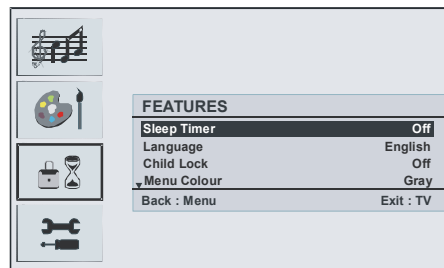 FEATURES
Sleep Timer Off
Language English
Child Lock Off
Menu Colour Gray
Back : Menu Exit : TV